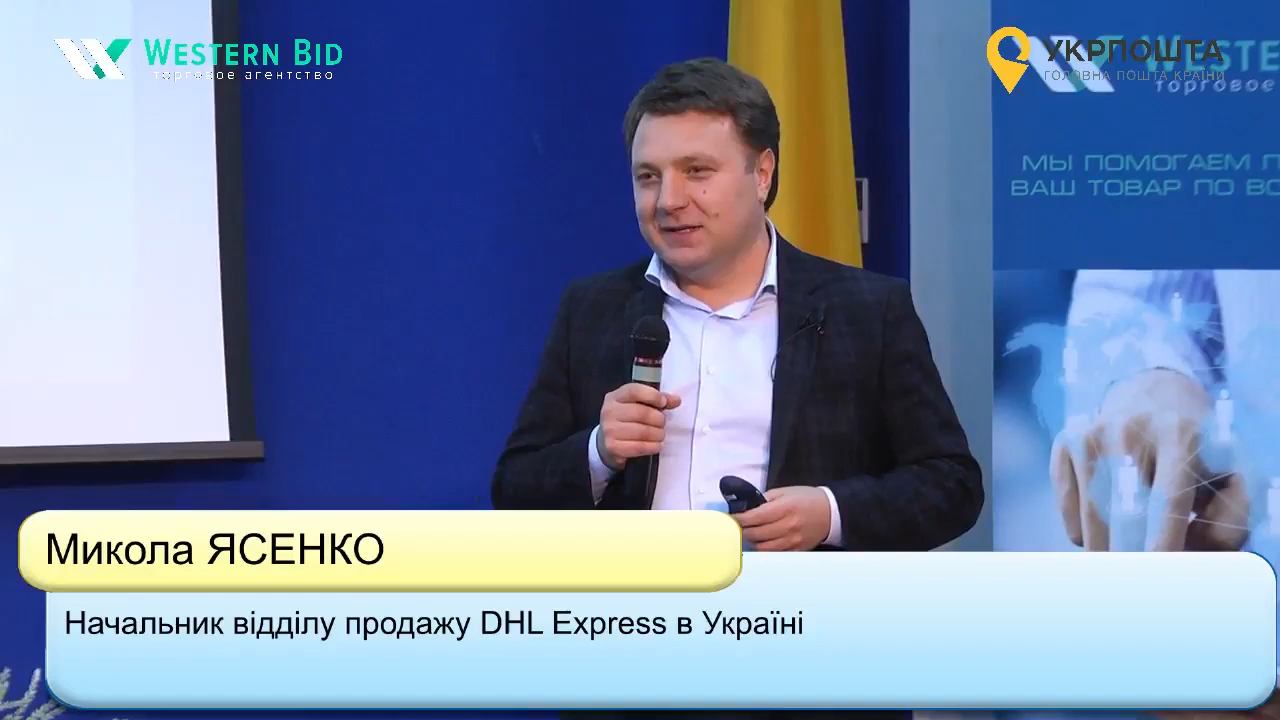 WESTERN BID
торговое агентство
УКРПОШТА
ГОЛОВНА ПОШТА КРАЇНИ
WESTE
торговое
МЫ ПОМОГАЕМ П
ВАШ ТОВАР ПО ВС
Микола ЯСЕНКО
Начальник відділу продажу DHL Express в Україні